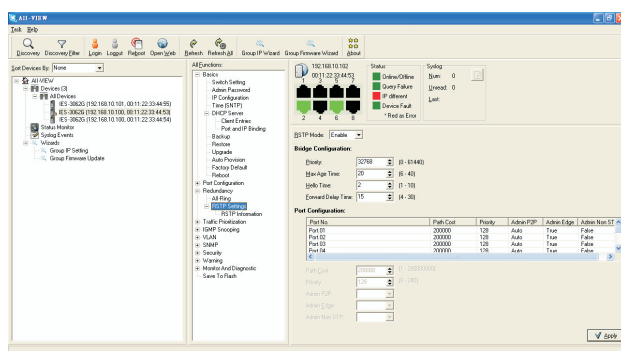 All-VIEW
Task Help
Discovery Discovery Filter Login Logout Reboot Open Web Refresh Refresh All Group IP Wizard Group Firmware Wizard About
Sort Devices By: None
All-VIEW
Devices (3)
All Devices
IES-3062G (192.168.10.101, 00:11:22:33:44:55)
IES-3062G (192.168.10.100, 00:11:22:33:44:53)
IES-3062G (192.168.10.100, 00:11:22:33:44:54)
Status Monitor
Syslog Events
Wizards
Group IP Setting
Group Firmware Update
All Functions:
Basics
Switch Setting
Admin Password
IP Configuration
Time (SNTP)
DHCP Server
Client Entries
Port and IP Binding
Backup
Restore
Upgrade
Auto Provision
Factory Default
Reboot
Port Configuration
Redundancy
All-Ring
RSTP Settings
RSTP Information
Traffic Prioritization
IGMP Snooping
VLAN
SNMP
Security
Warning
Monitor And Diagnostic
Save To Flash
192.168.10.102
00:11:22:33:44:53
1 3 5 7
2 4 6 8
Status
Online/Offline
Query Failure
IP different
Device Fault
* Red as Error
Syslog
Num: 0
Unread: 0
Last:
RSTP Mode: Enable
Bridge Configuration:
Priority: 32768 (0 - 61440)
Max Age Time: 20 (6 - 40)
Hello Time: 2 (1 - 10)
Forward Delay Time: 15 (4 - 30)
Port Configuration:
Port No. Path Cost Priority Admin P2P Admin Edge Admin Non ST
Port.01 200000 128 Auto True False
Port.02 200000 128 Auto True False
Port.03 200000 128 Auto True False
Port.04 200000 128 Auto True False
Path Cost: 200000 (1 - 200000000)
Priority: 128 (0 - 240)
Admin P2P:
Admin Edge:
Admin Non STP:
Apply